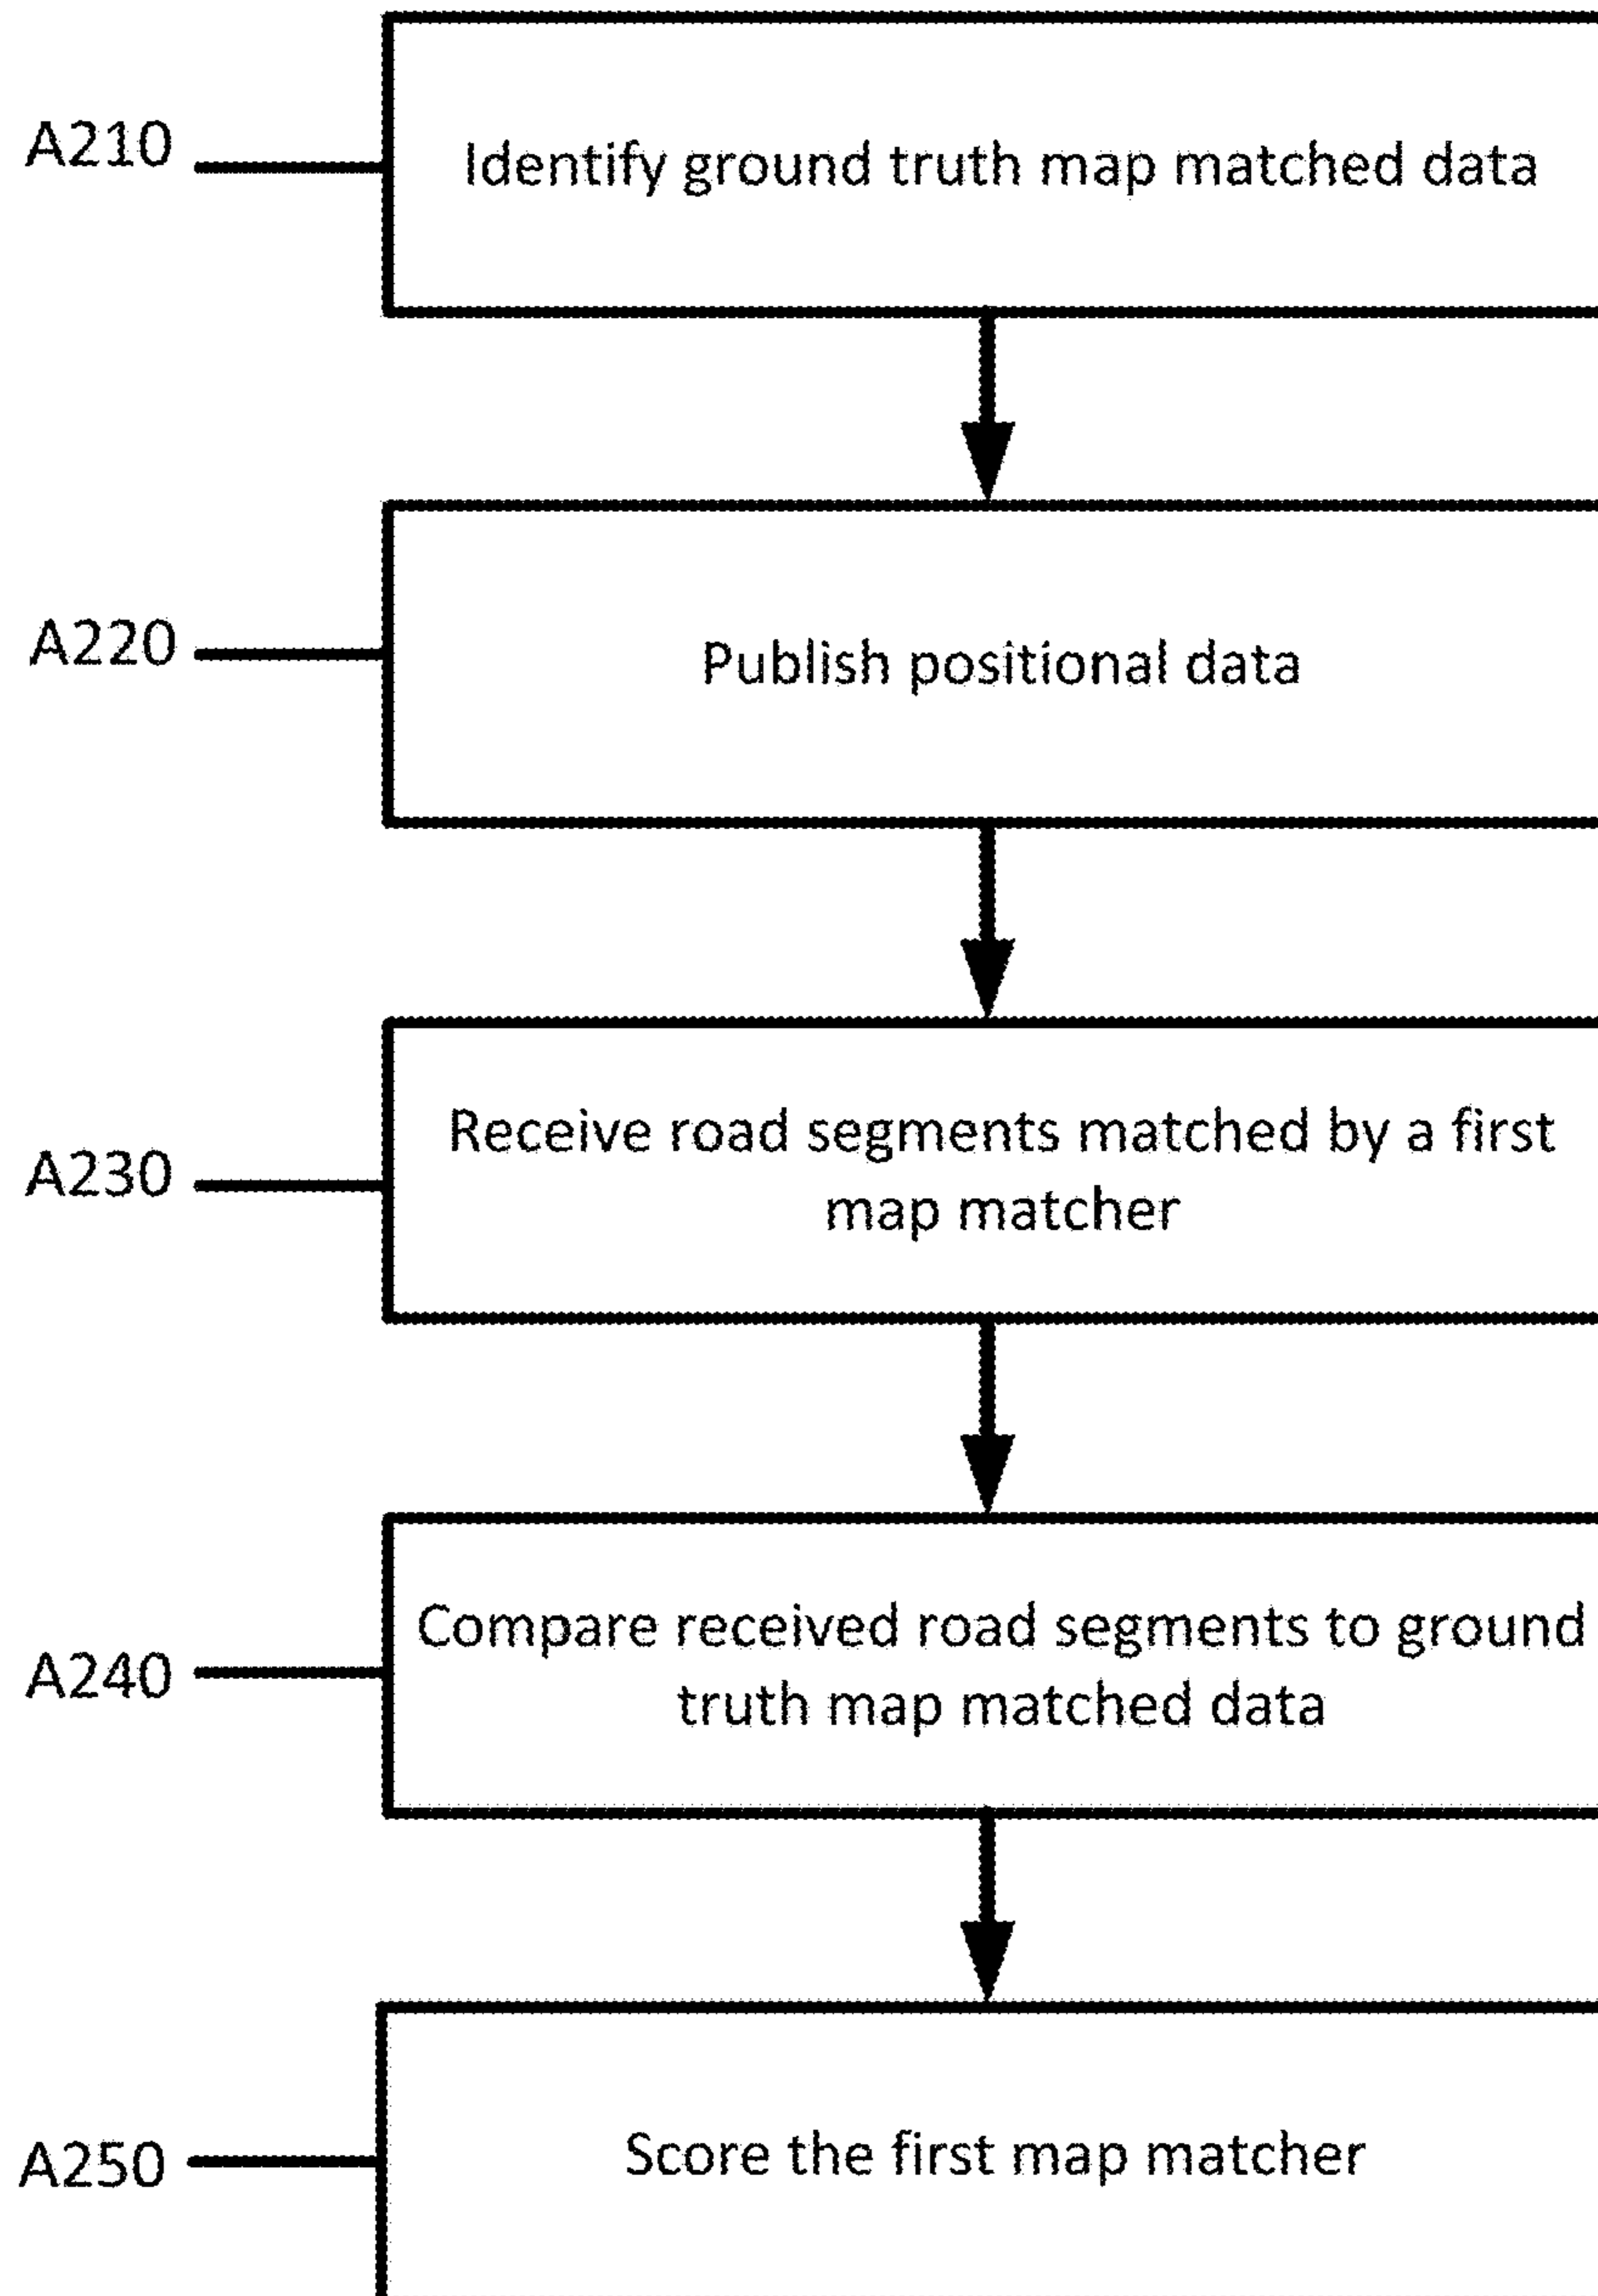 A210
Identify ground truth map matched data
A220
Publish positional data
A230
Receive road segments matched by a first
map matcher
A240
Compare received road segments to ground
truth map matched data
A250
Score the first map matcher